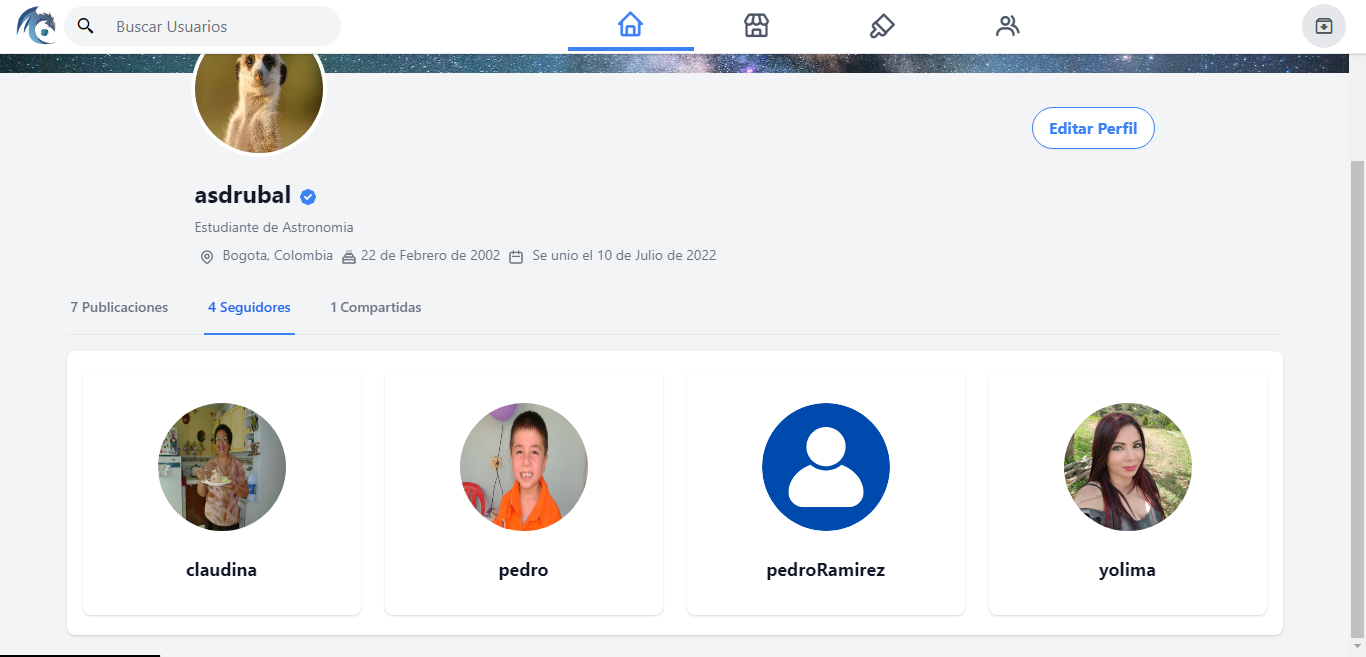 Buscar Usuarios
Editar Perfil
asdrubal
Estudiante de Astronomia
Bogota, Colombia 22 de Febrero de 2002 Se unio el 10 de Julio de 2022
7 Publicaciones 4 Seguidores 1 Compartidas
claudina pedro pedroRamirez yolima